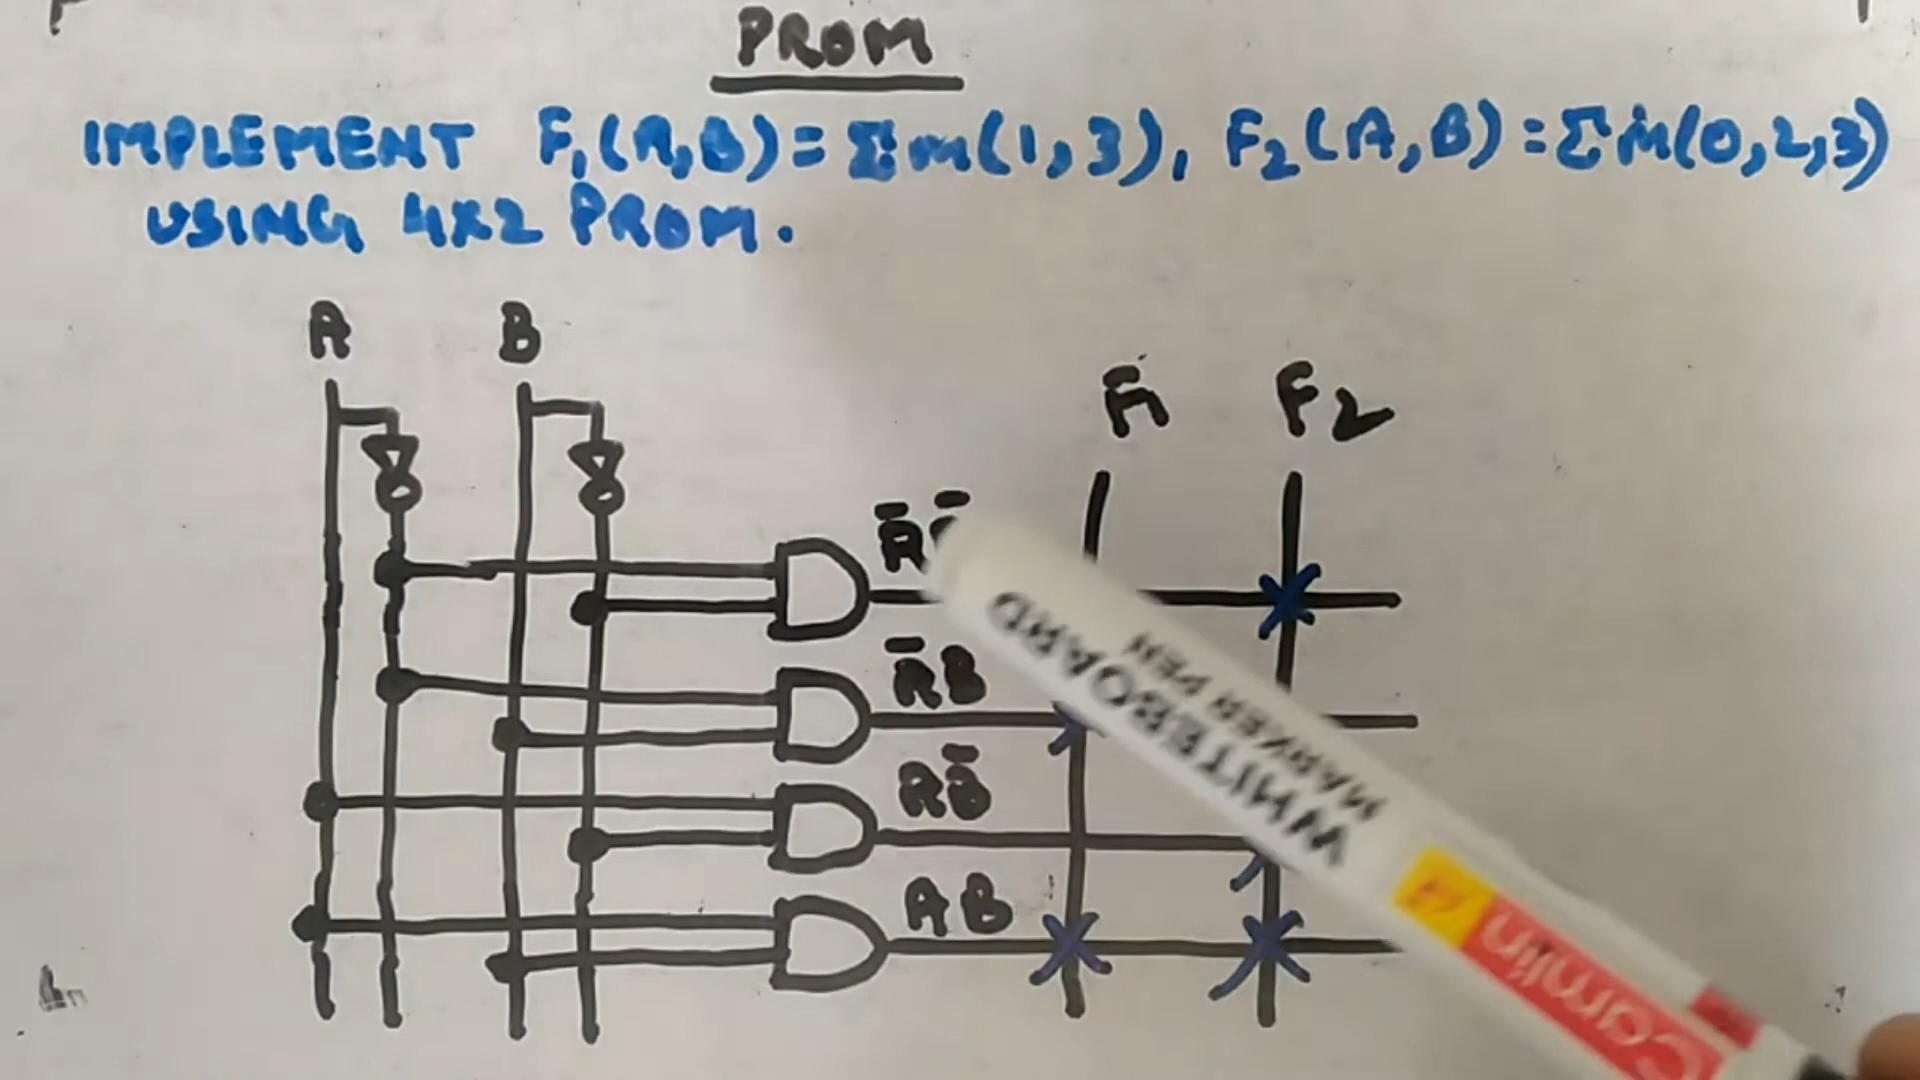 PROM
IMPLEMENT F₁(A,B)=Σm(1,3), F₂(A,B)=Σm(0,2,3)
USING 4x2 PROM.
A B
F₁ F2
ĀB
AB̄
AB
WHITEBOARD
MARKER PEN
Camlin